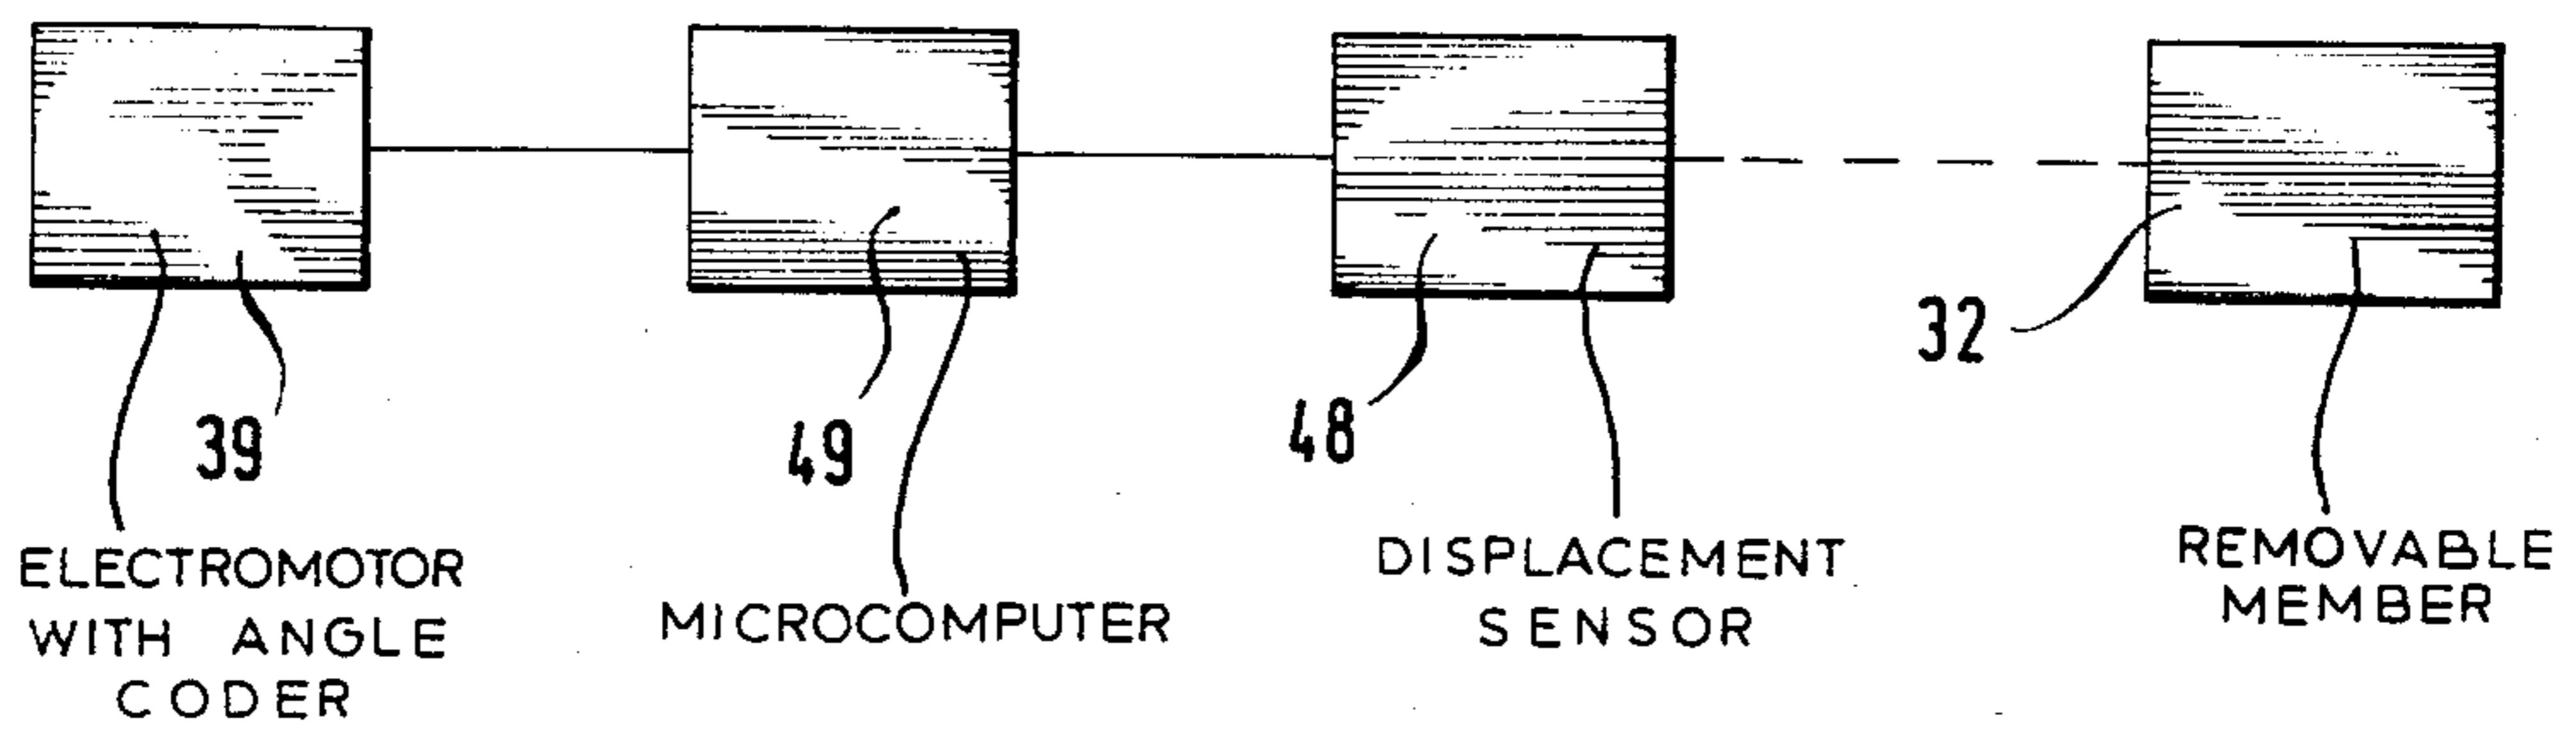 39
49
48
32
ELECTROMOTOR
WITH ANGLE
CODER
MICROCOMPUTER
DISPLACEMENT
SENSOR
REMOVABLE
MEMBER